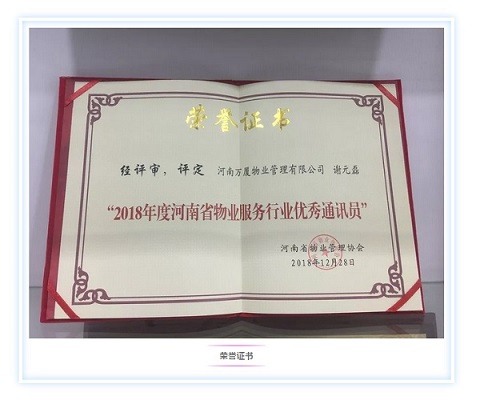 荣誉证书
经评审，评定 河南万厦物业管理有限公司 谢元磊
“2018年度河南省物业服务行业优秀通讯员”
河南省物业管理协会
2018年12月28日
荣誉证书